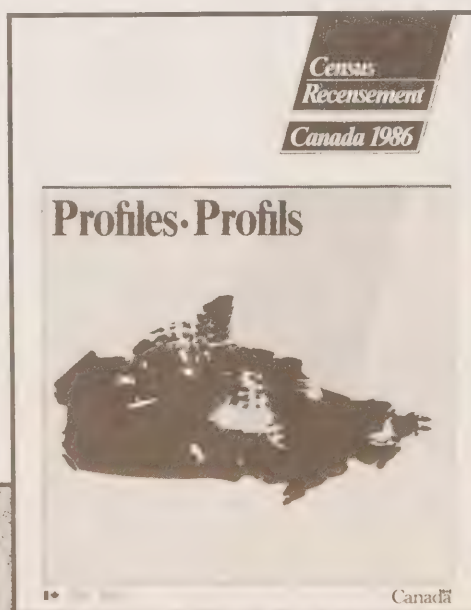 Census
Recensement
Canada 1986
Profiles • Profils
Canada